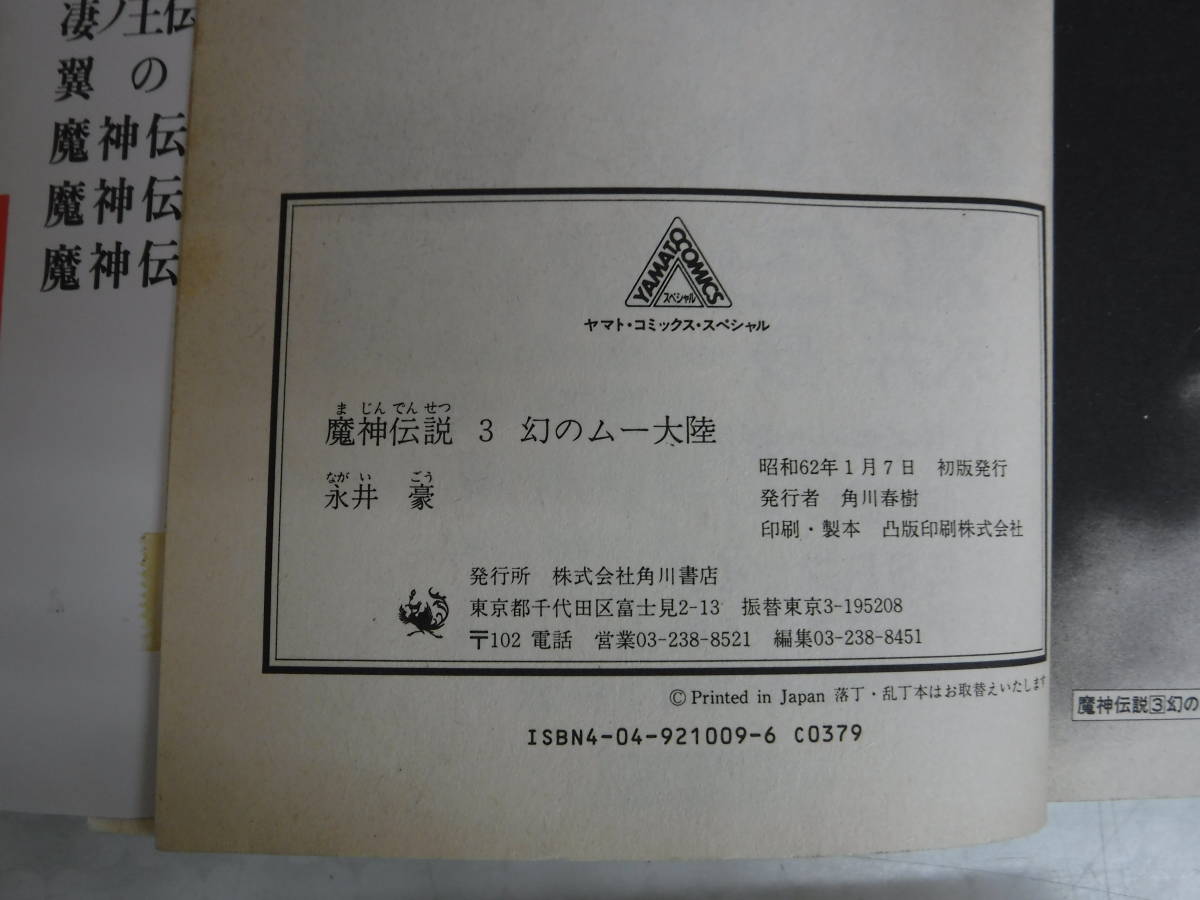 凄ノ王伝
翼の
魔神伝
魔神伝
魔神伝
YAMATO COMICS
スペシャル
ヤマト・コミックス・スペシャル
まじんでんせつ
魔神伝説 3 幻のムー大陸
ながい ごう
永井 豪
昭和62年1月7日 初版発行
発行者 角川春樹
印刷・製本 凸版印刷株式会社
発行所 株式会社角川書店
東京都千代田区富士見2-13 振替東京3-195208
〒102 電話 営業03-238-8521 編集03-238-8451
©Printed in Japan 落丁・乱丁本はお取替えいたします
ISBN4-04-921009-6 C0379
魔神伝説3幻の